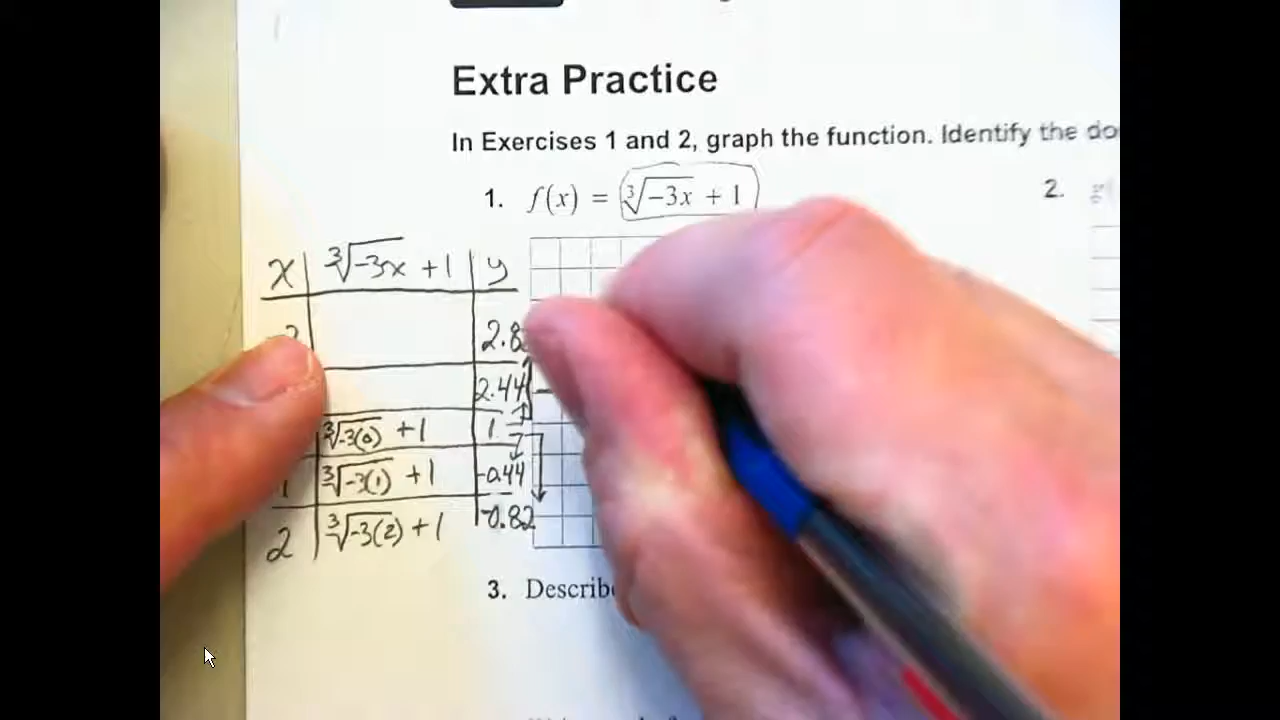 Extra Practice
In Exercises 1 and 2, graph the function. Identify the do
1. f(x) = ∛-3x + 1
2.
x | ∛-3x + 1 | y
2.8
2.44
∛-3(0) + 1 | 1
1 | ∛-3(1) + 1 | -0.44
2 | ∛-3(2) + 1 | -0.82
3. Describe